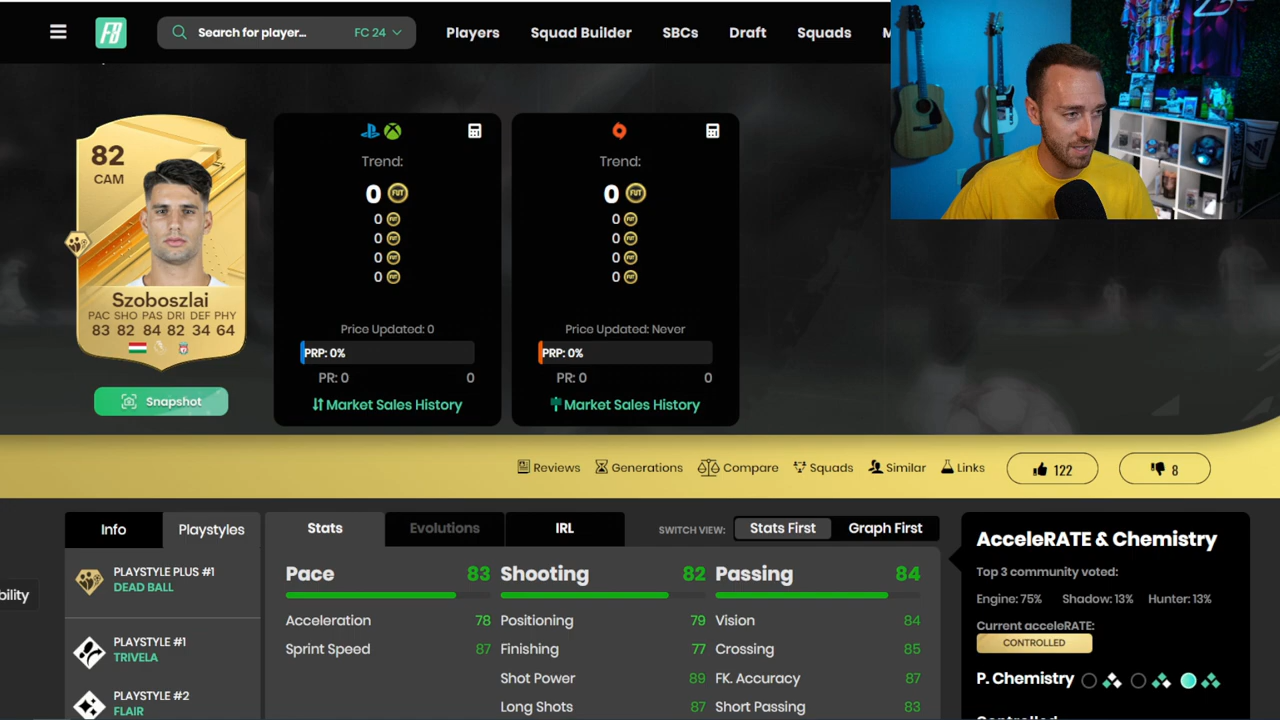 FB
Search for player...
FC 24
Players
Squad Builder
SBCs
Draft
Squads
M
82
CAM
Szoboszlai
PAC SHO PAS DRI DEF PHY
83 82 84 82 34 64
Snapshot
Trend:
0 FUT
0
0
0
0
Price Updated: 0
PRP: 0%
PR: 0
0
Market Sales History
Trend:
0 FUT
0
0
0
0
Price Updated: Never
PRP: 0%
PR: 0
0
Market Sales History
Reviews
Generations
Compare
Squads
Similar
Links
122
8
bility
Info
Playstyles
PLAYSTYLE PLUS #1
DEAD BALL
PLAYSTYLE #1
TRIVELA
PLAYSTYLE #2
FLAIR
Stats
Evolutions
IRL
SWITCH VIEW:
Stats First
Graph First
Pace 83
Acceleration 78
Sprint Speed 87
Shooting 82
Positioning 79
Finishing 77
Shot Power 89
Long Shots 87
Passing 84
Vision 84
Crossing 85
FK. Accuracy 87
Short Passing 83
AcceleRATE & Chemistry
Top 3 community voted:
Engine: 75% Shadow: 13% Hunter: 13%
Current acceleRATE:
CONTROLLED
P. Chemistry